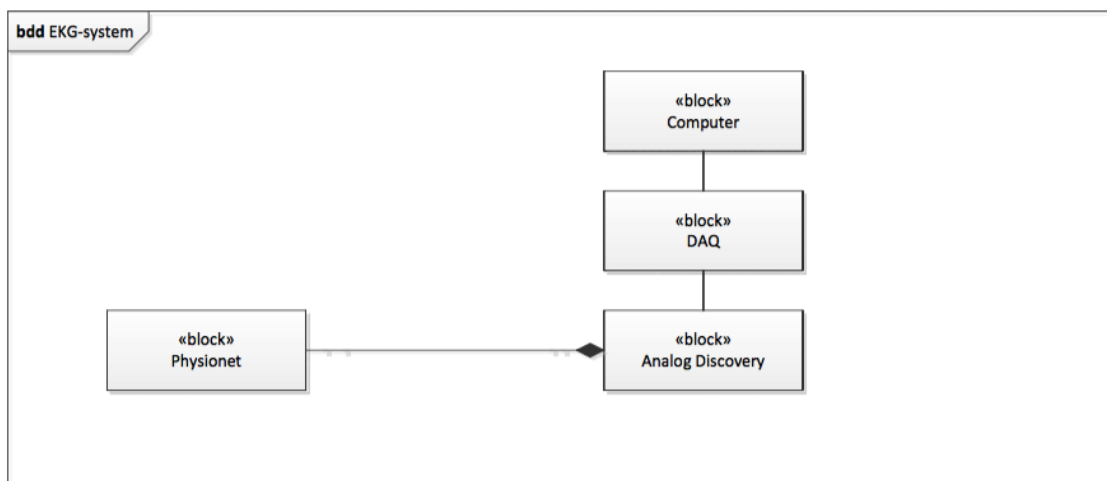 bdd EKG-system
«block»
Computer
«block»
DAQ
«block»
Physionet
«block»
Analog Discovery